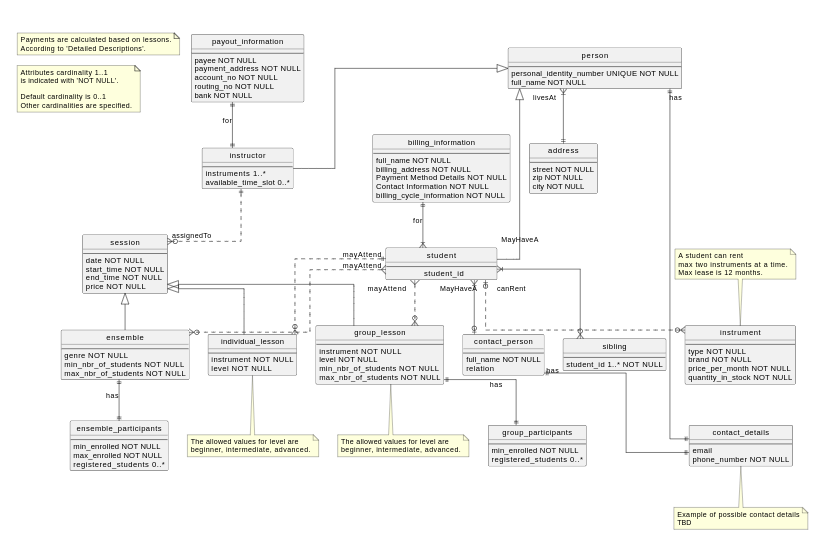 Payments are calculated based on lessons.
According to 'Detailed Descriptions'.
Attributes cardinality 1..1
is indicated with 'NOT NULL'.
Default cardinality is 0..1
Other cardinalities are specified.
payout_information
payee NOT NULL
payment_address NOT NULL
account_no NOT NULL
routing_no NOT NULL
bank NOT NULL
person
personal_identity_number UNIQUE NOT NULL
full_name NOT NULL
for
livesAt
has
instructor
instruments 1..*
available_time_slot 0..*
billing_information
full_name NOT NULL
billing_address NOT NULL
Payment Method Details NOT NULL
Contact Information NOT NULL
billing_cycle_information NOT NULL
address
street NOT NULL
zip NOT NULL
city NOT NULL
for
assignedTo
MayHaveA
session
date NOT NULL
start_time NOT NULL
end_time NOT NULL
price NOT NULL
mayAttend
mayAttend
student
student_id
mayAttend
MayHaveA
canRent
A student can rent
max two instruments at a time.
Max lease is 12 months.
ensemble
genre NOT NULL
min_nbr_of_students NOT NULL
max_nbr_of_students NOT NULL
individual_lesson
instrument NOT NULL
level NOT NULL
group_lesson
instrument NOT NULL
level NOT NULL
min_nbr_of_students NOT NULL
max_nbr_of_students NOT NULL
contact_person
full_name NOT NULL
relation
sibling
student_id 1..* NOT NULL
instrument
type NOT NULL
brand NOT NULL
price_per_month NOT NULL
quantity_in_stock NOT NULL
has
has
has
ensemble_participants
min_enrolled NOT NULL
max_enrolled NOT NULL
registered_students 0..*
The allowed values for level are
beginner, intermediate, advanced.
The allowed values for level are
beginner, intermediate, advanced.
group_participants
min_enrolled NOT NULL
registered_students 0..*
contact_details
email
phone_number NOT NULL
Example of possible contact details
TBD